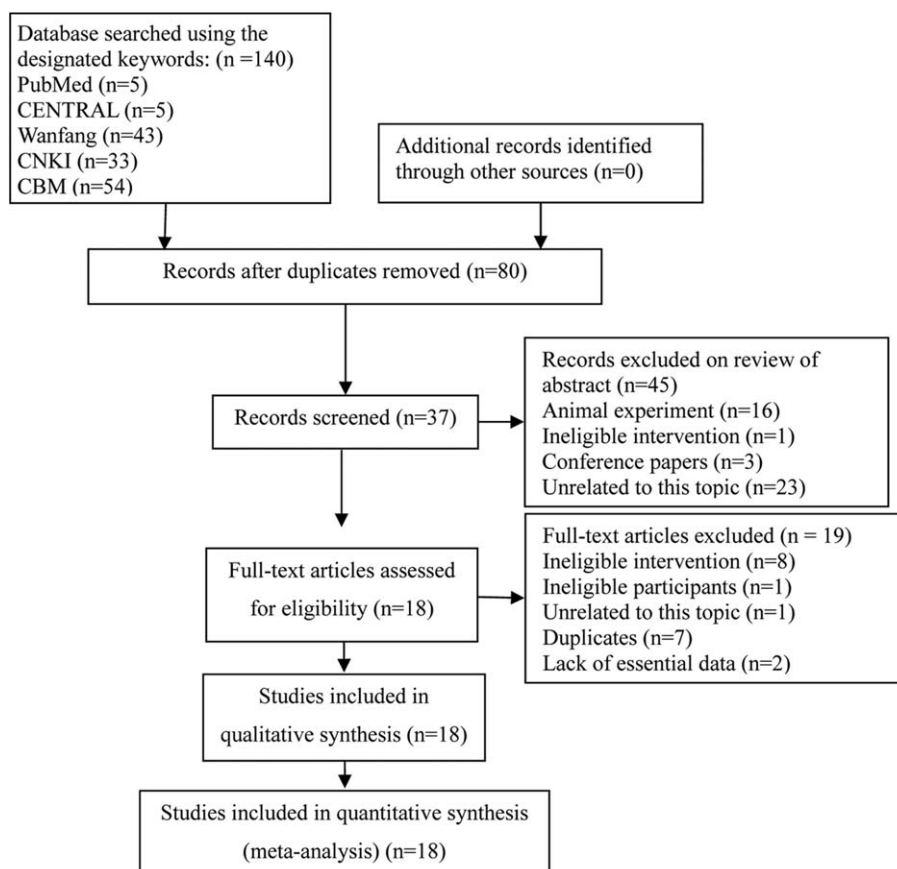 Database searched using the
designated keywords: (n =140)
PubMed (n=5)
CENTRAL (n=5)
Wanfang (n=43)
CNKI (n=33)
CBM (n=54)
Additional records identified
through other sources (n=0)
Records after duplicates removed (n=80)
Records excluded on review of
abstract (n=45)
Animal experiment (n=16)
Ineligible intervention (n=1)
Conference papers (n=3)
Unrelated to this topic (n=23)
Records screened (n=37)
Full-text articles excluded (n = 19)
Ineligible intervention (n=8)
Ineligible participants (n=1)
Unrelated to this topic (n=1)
Duplicates (n=7)
Lack of essential data (n=2)
Full-text articles assessed
for eligibility (n=18)
Studies included in
qualitative synthesis (n=18)
Studies included in quantitative synthesis
(meta-analysis) (n=18)